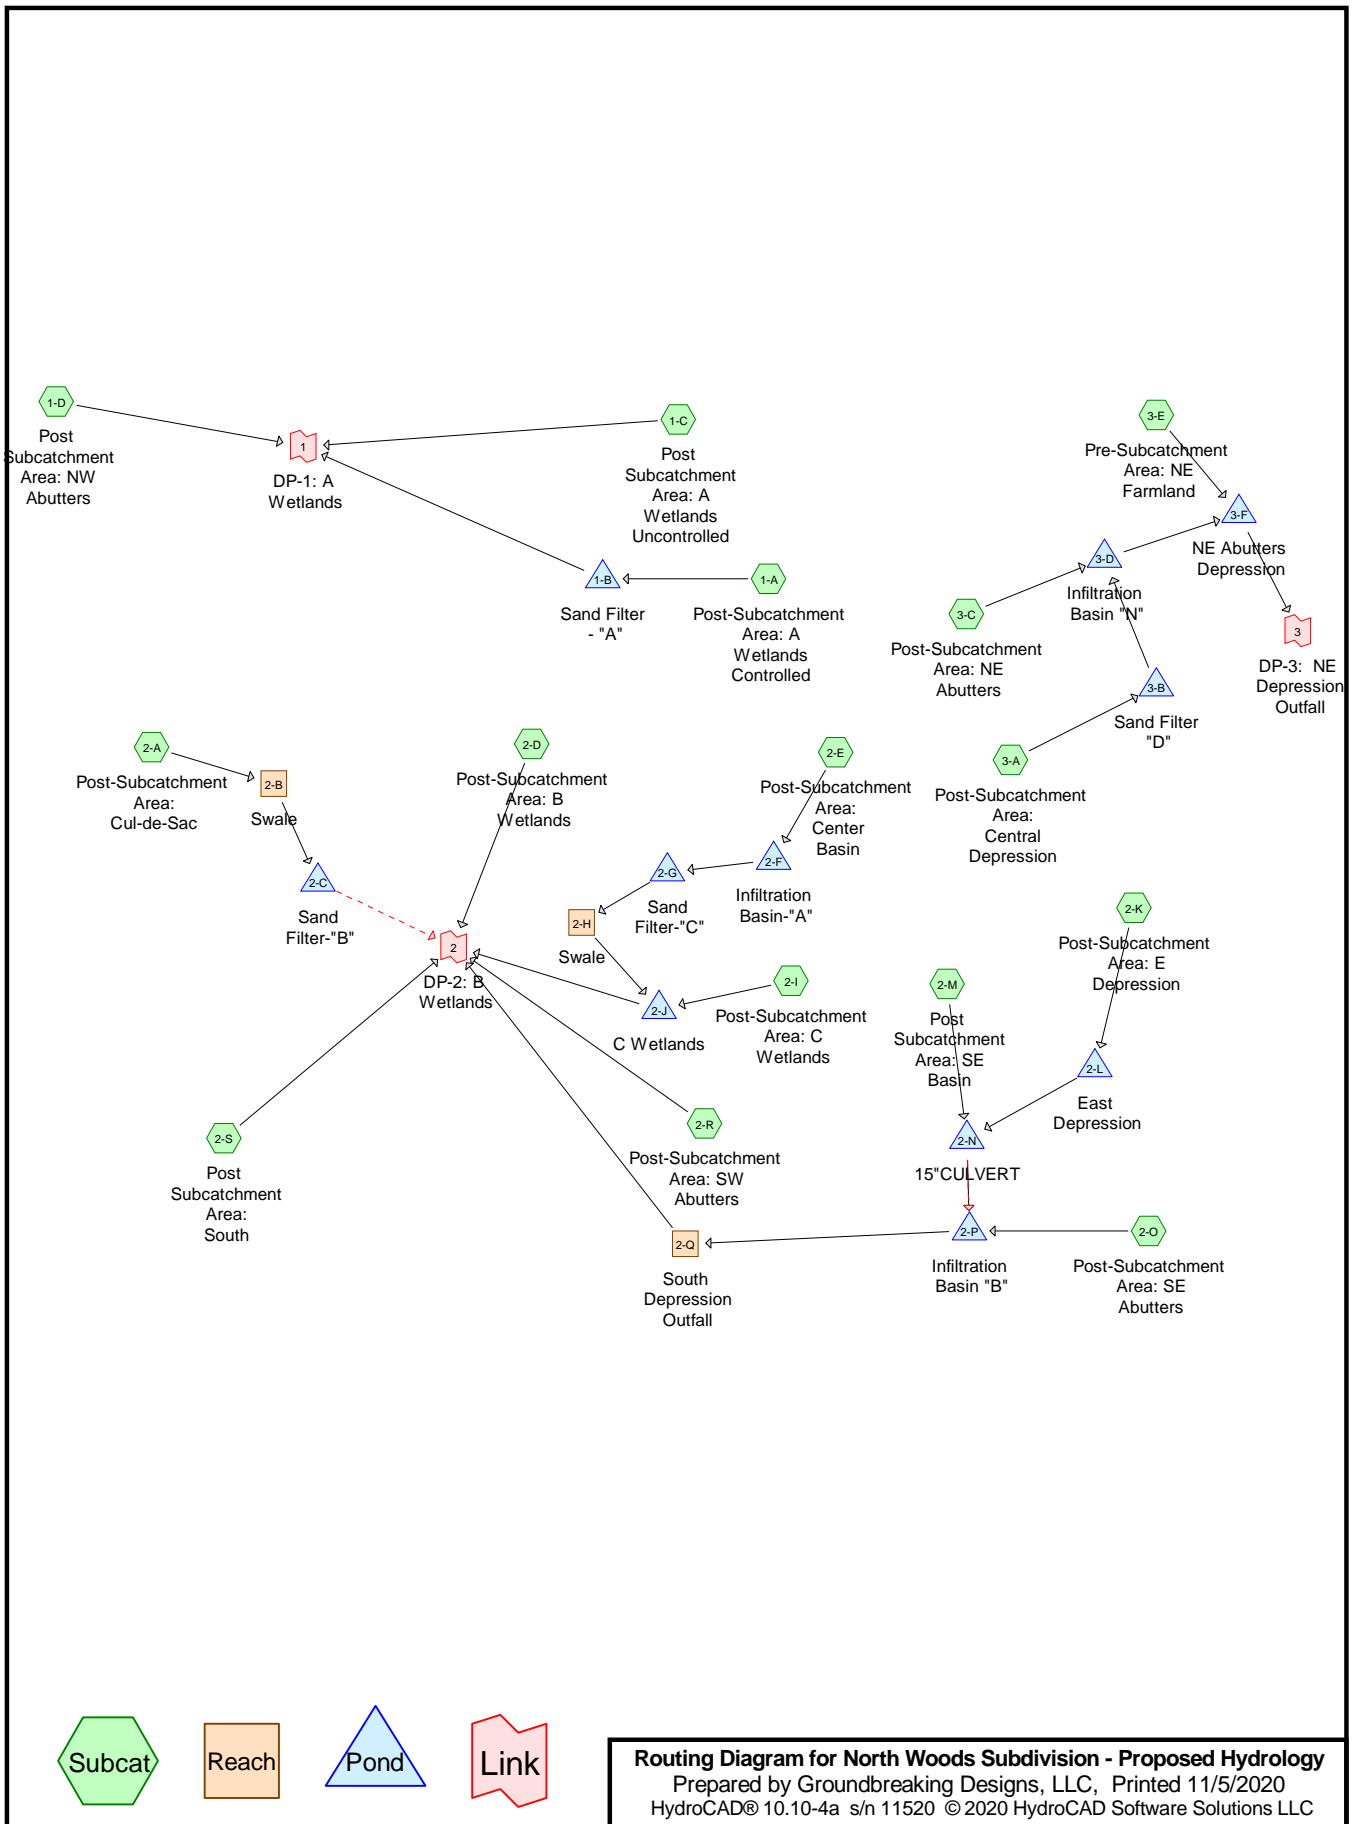 1-D
Post
Subcatchment
Area: NW
Abutters
1
DP-1: A
Wetlands
1-C
Post
Subcatchment
Area: A
Wetlands
Uncontrolled
1-B
Sand Filter
- "A"
1-A
Post-Subcatchment
Area: A
Wetlands
Controlled
3-E
Pre-Subcatchment
Area: NE
Farmland
3-F
NE Abutters
Depression
3-D
Infiltration
Basin "N"
3-C
Post-Subcatchment
Area: NE
Abutters
3
DP-3: NE
Depression
Outfall
3-B
Sand Filter
"D"
3-A
Post-Subcatchment
Area:
Central
Depression
2-A
Post-Subcatchment
Area:
Cul-de-Sac
2-B
Swale
2-C
Sand
Filter-"B"
2-D
Post-Subcatchment
Area: B
Wetlands
2
DP-2: B
Wetlands
2-E
Post-Subcatchment
Area:
Center
Basin
2-F
Infiltration
Basin-"A"
2-G
Sand
Filter-"C"
2-H
Swale
2-I
Post-Subcatchment
Area: C
Wetlands
2-J
C Wetlands
2-K
Post-Subcatchment
Area: E
Depression
2-M
Post
Subcatchment
Area: SE
Basin
2-L
East
Depression
2-N
15"CULVERT
2-S
Post
Subcatchment
Area:
South
2-R
Post-Subcatchment
Area: SW
Abutters
2-Q
South
Depression
Outfall
2-P
Infiltration
Basin "B"
2-O
Post-Subcatchment
Area: SE
Abutters
Subcat
Reach
Pond
Link
Routing Diagram for North Woods Subdivision - Proposed Hydrology
Prepared by Groundbreaking Designs, LLC, Printed 11/5/2020
HydroCAD® 10.10-4a s/n 11520 © 2020 HydroCAD Software Solutions LLC